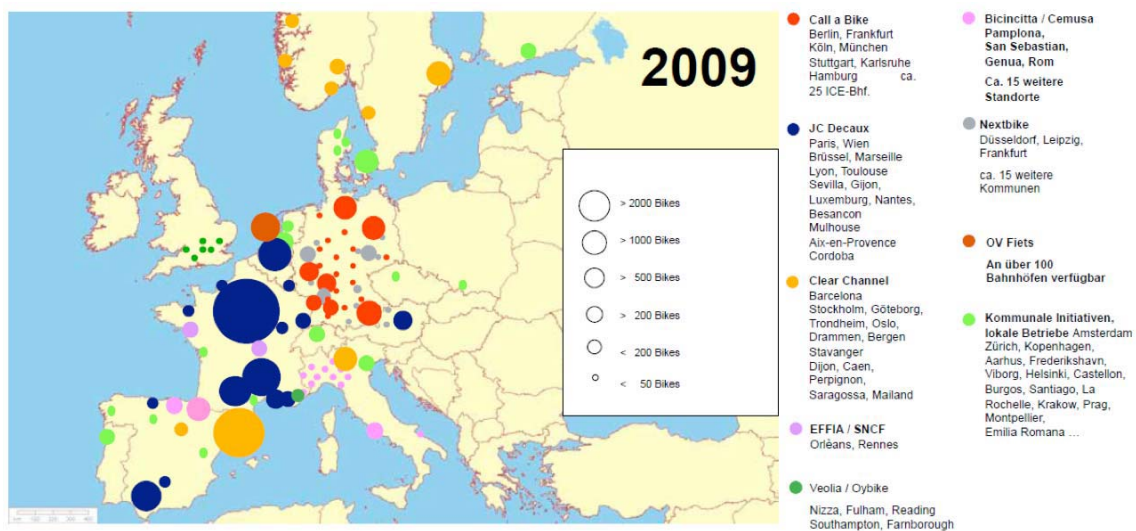 2009
> 2000 Bikes
> 1000 Bikes
> 500 Bikes
> 200 Bikes
< 200 Bikes
< 50 Bikes
Call a Bike
Berlin, Frankfurt
Köln, München
Stuttgart, Karlsruhe
Hamburg ca.
25 ICE-Bhf.
JC Decaux
Paris, Wien
Brüssel, Marseille
Lyon, Toulouse
Sevilla, Gijon,
Luxemburg, Nantes,
Besancon
Mulhouse
Aix-en-Provence
Cordoba
Clear Channel
Barcelona
Stockholm, Göteborg,
Trondheim, Oslo,
Drammen, Bergen
Stavanger
Dijon, Caen,
Perpignon,
Saragossa, Mailand
EFFIA / SNCF
Orléans, Rennes
Veolia / Oybike
Nizza, Fulham, Reading
Southampton, Farnborough
Bicincitta / Cemusa
Pamplona,
San Sebastian,
Genua, Rom
Ca. 15 weitere
Standorte
Nextbike
Düsseldorf, Leipzig,
Frankfurt
ca. 15 weitere
Kommunen
OV Fiets
An über 100
Bahnhöfen verfügbar
Kommunale Initiativen,
lokale Betriebe Amsterdam
Zürich, Kopenhagen,
Aarhus, Frederikshavn,
Viborg, Helsinki, Castellon,
Burgos, Santiago, La
Rochelle, Krakow, Prag,
Montpellier,
Emilia Romana ...